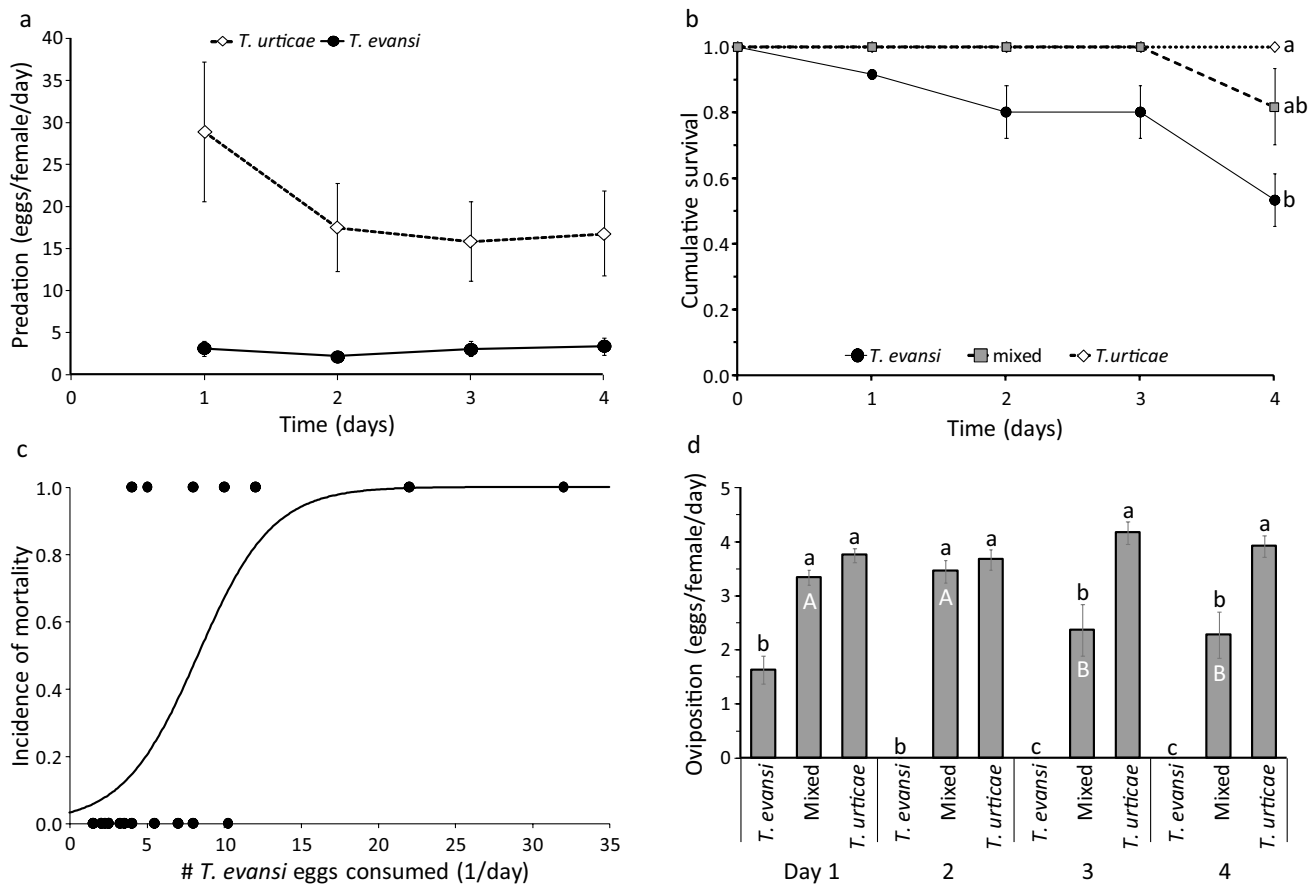 a
T. urticae T. evansi
40
35
30
25
20
15
10
5
0
Predation (eggs/female/day)
0 1 2 3 4
Time (days)
b
1.0
0.8
0.6
0.4
0.2
0.0
Cumulative survival
a
ab
b
T. evansi mixed T.urticae
0 1 2 3 4
Time (days)
c
1.0
0.8
0.6
0.4
0.2
0.0
Incidence of mortality
0 5 10 15 20 25 30 35
# T. evansi eggs consumed (1/day)
d
5
4
3
2
1
0
Oviposition (eggs/female/day)
b a a b a a c b a c b a
A A B B
T. evansi Mixed T. urticae T. evansi Mixed T. urticae T. evansi Mixed T. urticae T. evansi Mixed T. urticae
Day 1 2 3 4